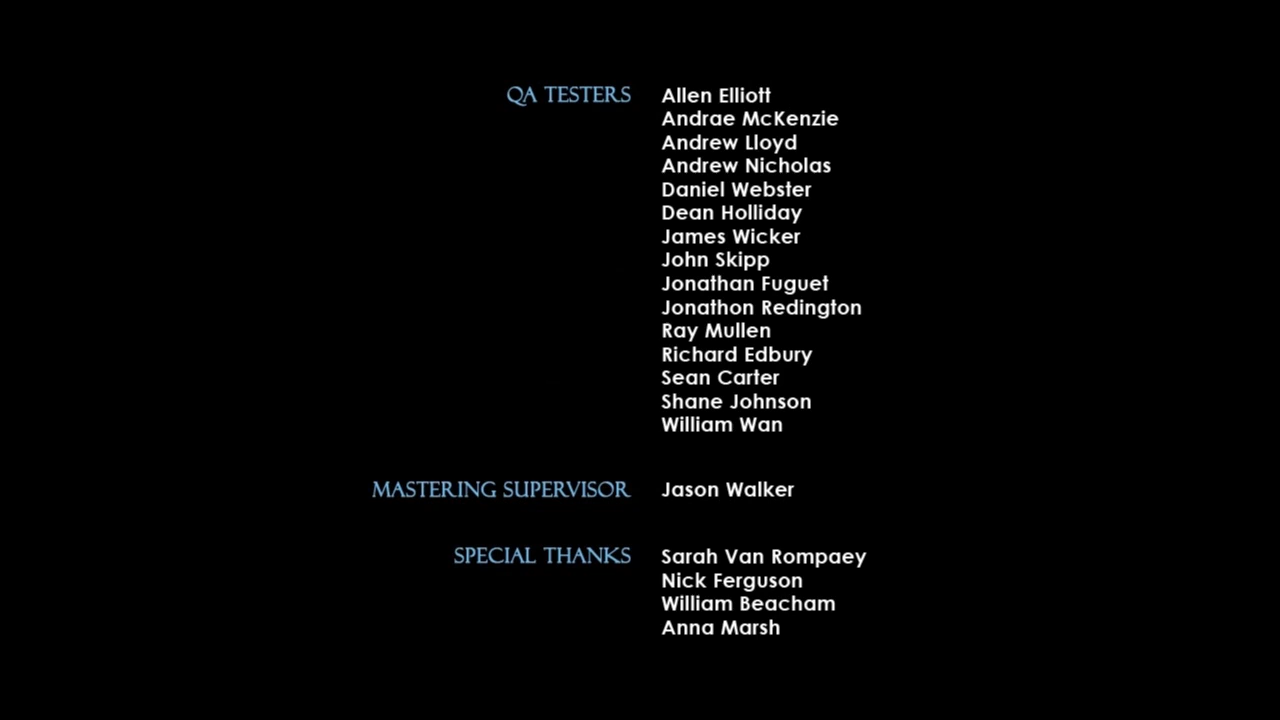 QA TESTERS Allen Elliott
Andrae McKenzie
Andrew Lloyd
Andrew Nicholas
Daniel Webster
Dean Holliday
James Wicker
John Skipp
Jonathan Fuguet
Jonathon Redington
Ray Mullen
Richard Edbury
Sean Carter
Shane Johnson
William Wan
MASTERING SUPERVISOR Jason Walker
SPECIAL THANKS Sarah Van Rompaey
Nick Ferguson
William Beacham
Anna Marsh